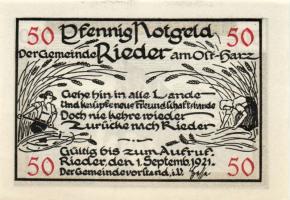 50 Pfennig Notgeld 50
Der Gemeinde Rieder am Ost-Harz
Gehe hin in alle Lande
Und knüpfe neue Freundschaftsbande
Doch nie kehre wieder
Zurücke nach Rieder
Gültig bis zum Aufruf.
50 Rieder, den 1. Septemb. 1921. 50
Der Gemeindevorstand, i.V.